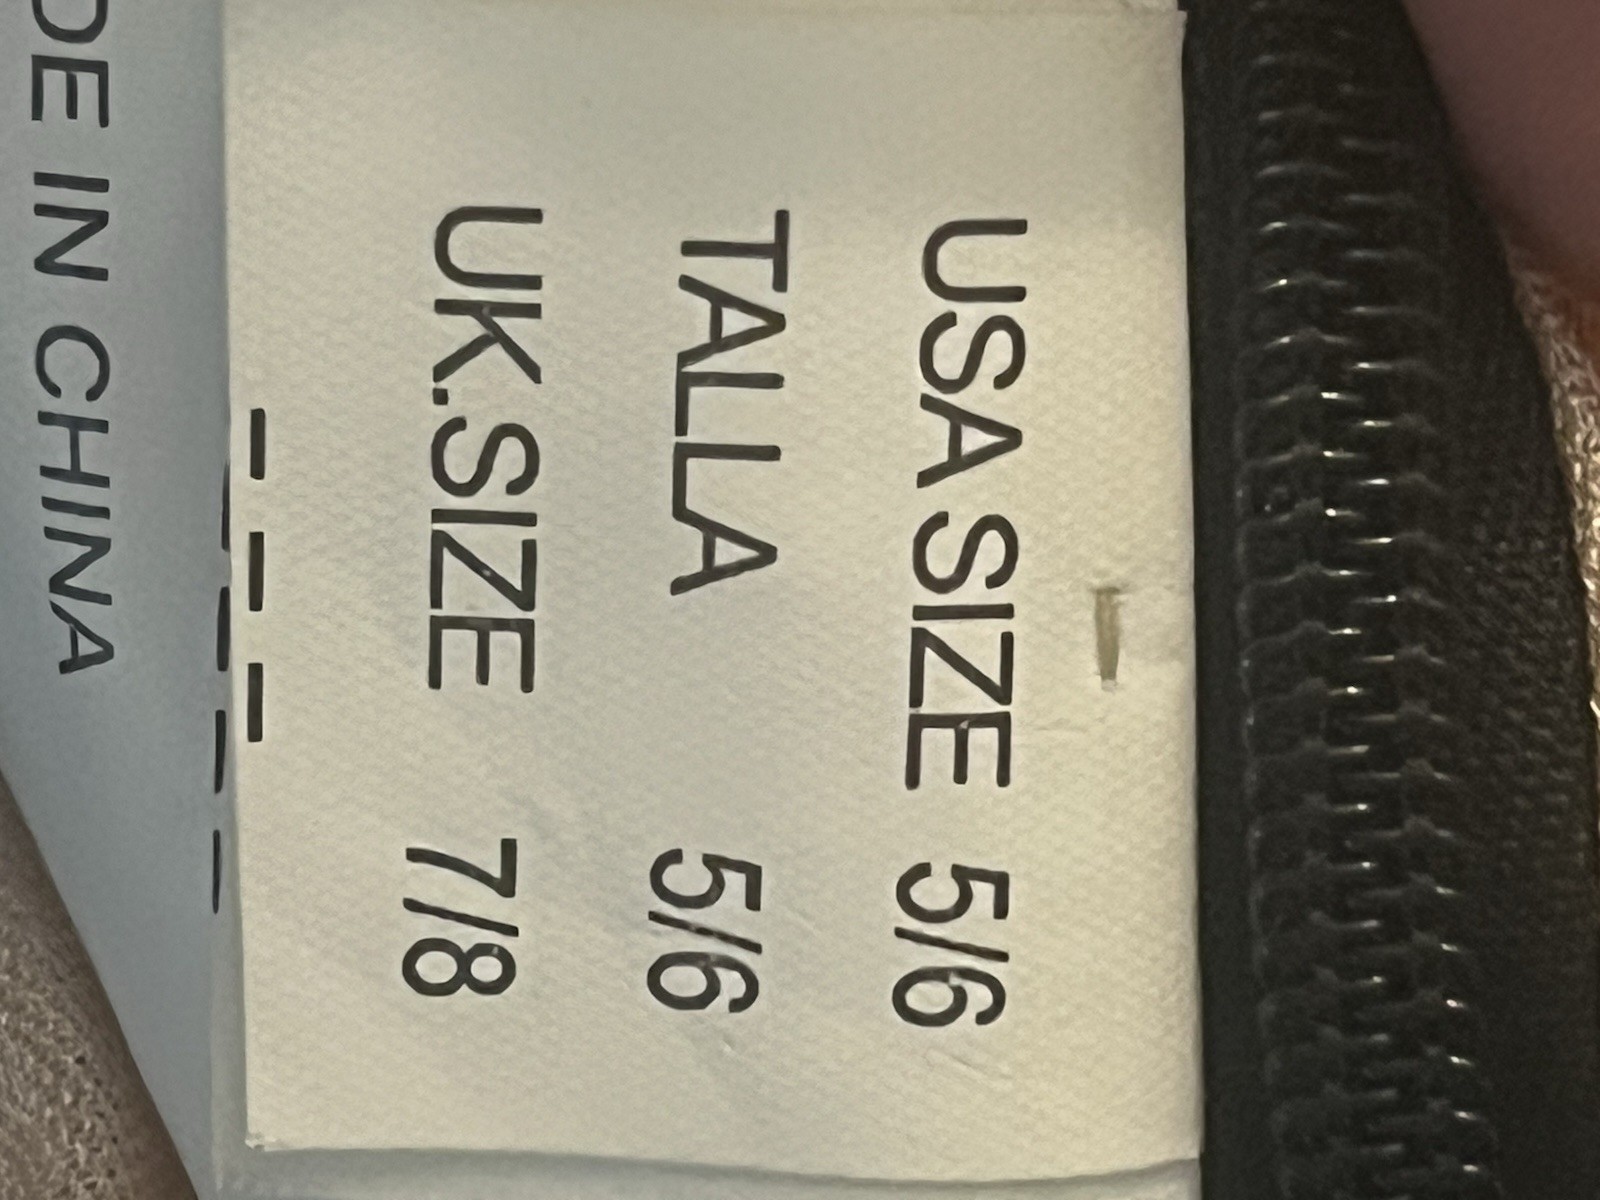 USA SIZE 5/6
TALLA 5/6
UK.SIZE 7/8
DE IN CHINA